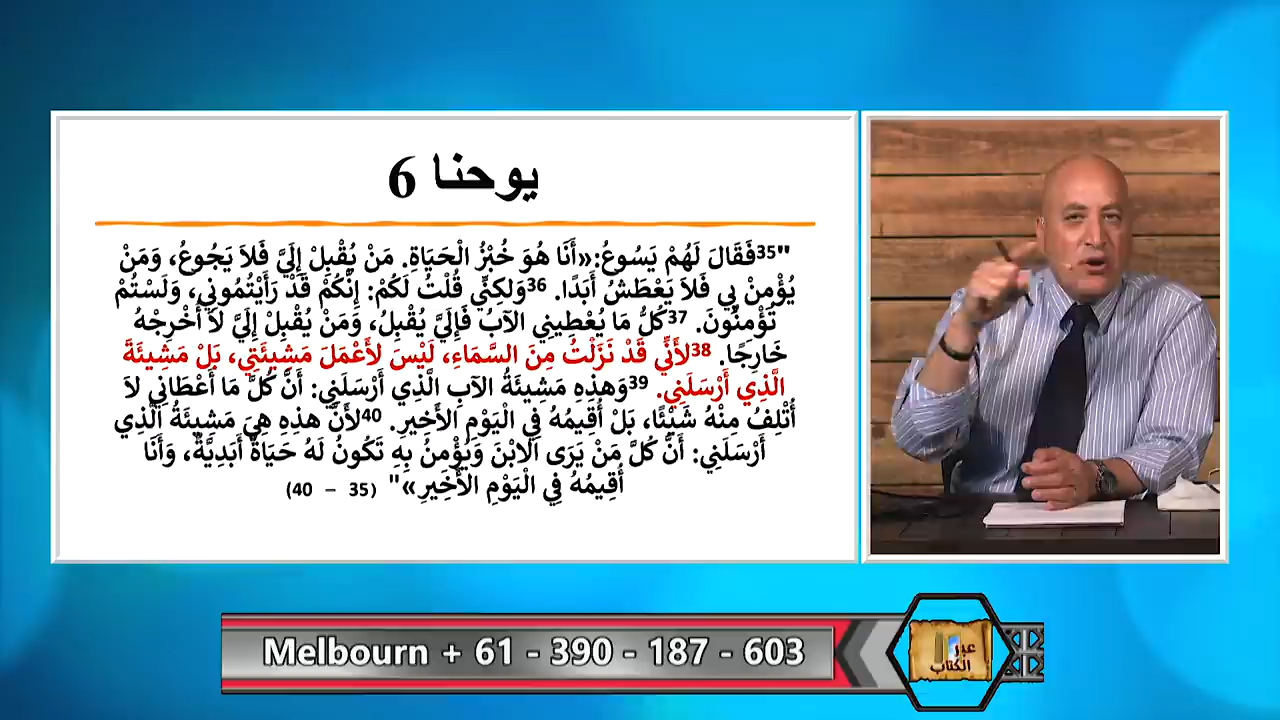 يوحنا 6
"35فَقَالَ لَهُمْ يَسُوعُ:«أَنَا هُوَ خُبْزُ الْحَيَاةِ. مَنْ يُقْبِلْ إِلَيَّ فَلاَ يَجُوعُ، وَمَنْ
يُؤْمِنْ بِي فَلاَ يَعْطَشُ أَبَدًا. 36وَلكِنِّي قُلْتُ لَكُمْ: إِنَّكُمْ قَدْ رَأَيْتُمُونِي، وَلَسْتُمْ
تُؤْمِنُونَ. 37كُلُّ مَا يُعْطِينِي الآبُ فَإِلَيَّ يُقْبِلُ، وَمَنْ يُقْبِلْ إِلَيَّ لاَ أُخْرِجْهُ
خَارِجًا. 38لأَنِّي قَدْ نَزَلْتُ مِنَ السَّمَاءِ، لَيْسَ لأَعْمَلَ مَشِيئَتِي، بَلْ مَشِيئَةَ
الَّذِي أَرْسَلَنِي. 39وَهذِهِ مَشِيئَةُ الآبِ الَّذِي أَرْسَلَنِي: أَنَّ كُلَّ مَا أَعْطَانِي لاَ
أُتْلِفُ مِنْهُ شَيْئًا، بَلْ أُقِيمُهُ فِي الْيَوْمِ الأَخِيرِ. 40لأَنَّ هذِهِ هِيَ مَشِيئَةُ الَّذِي
أَرْسَلَنِي: أَنَّ كُلَّ مَنْ يَرَى الابْنَ وَيُؤْمِنُ بِهِ تَكُونُ لَهُ حَيَاةٌ أَبَدِيَّةٌ، وَأَنَا
أُقِيمُهُ فِي الْيَوْمِ الأَخِيرِ»" (35 – 40)
Melbourn + 61 - 390 - 187 - 603
عبر
الكتاب